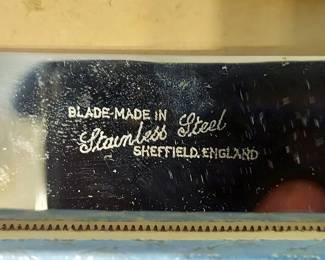 BLADE-MADE IN
Stainless Steel
SHEFFIELD, ENGLAND